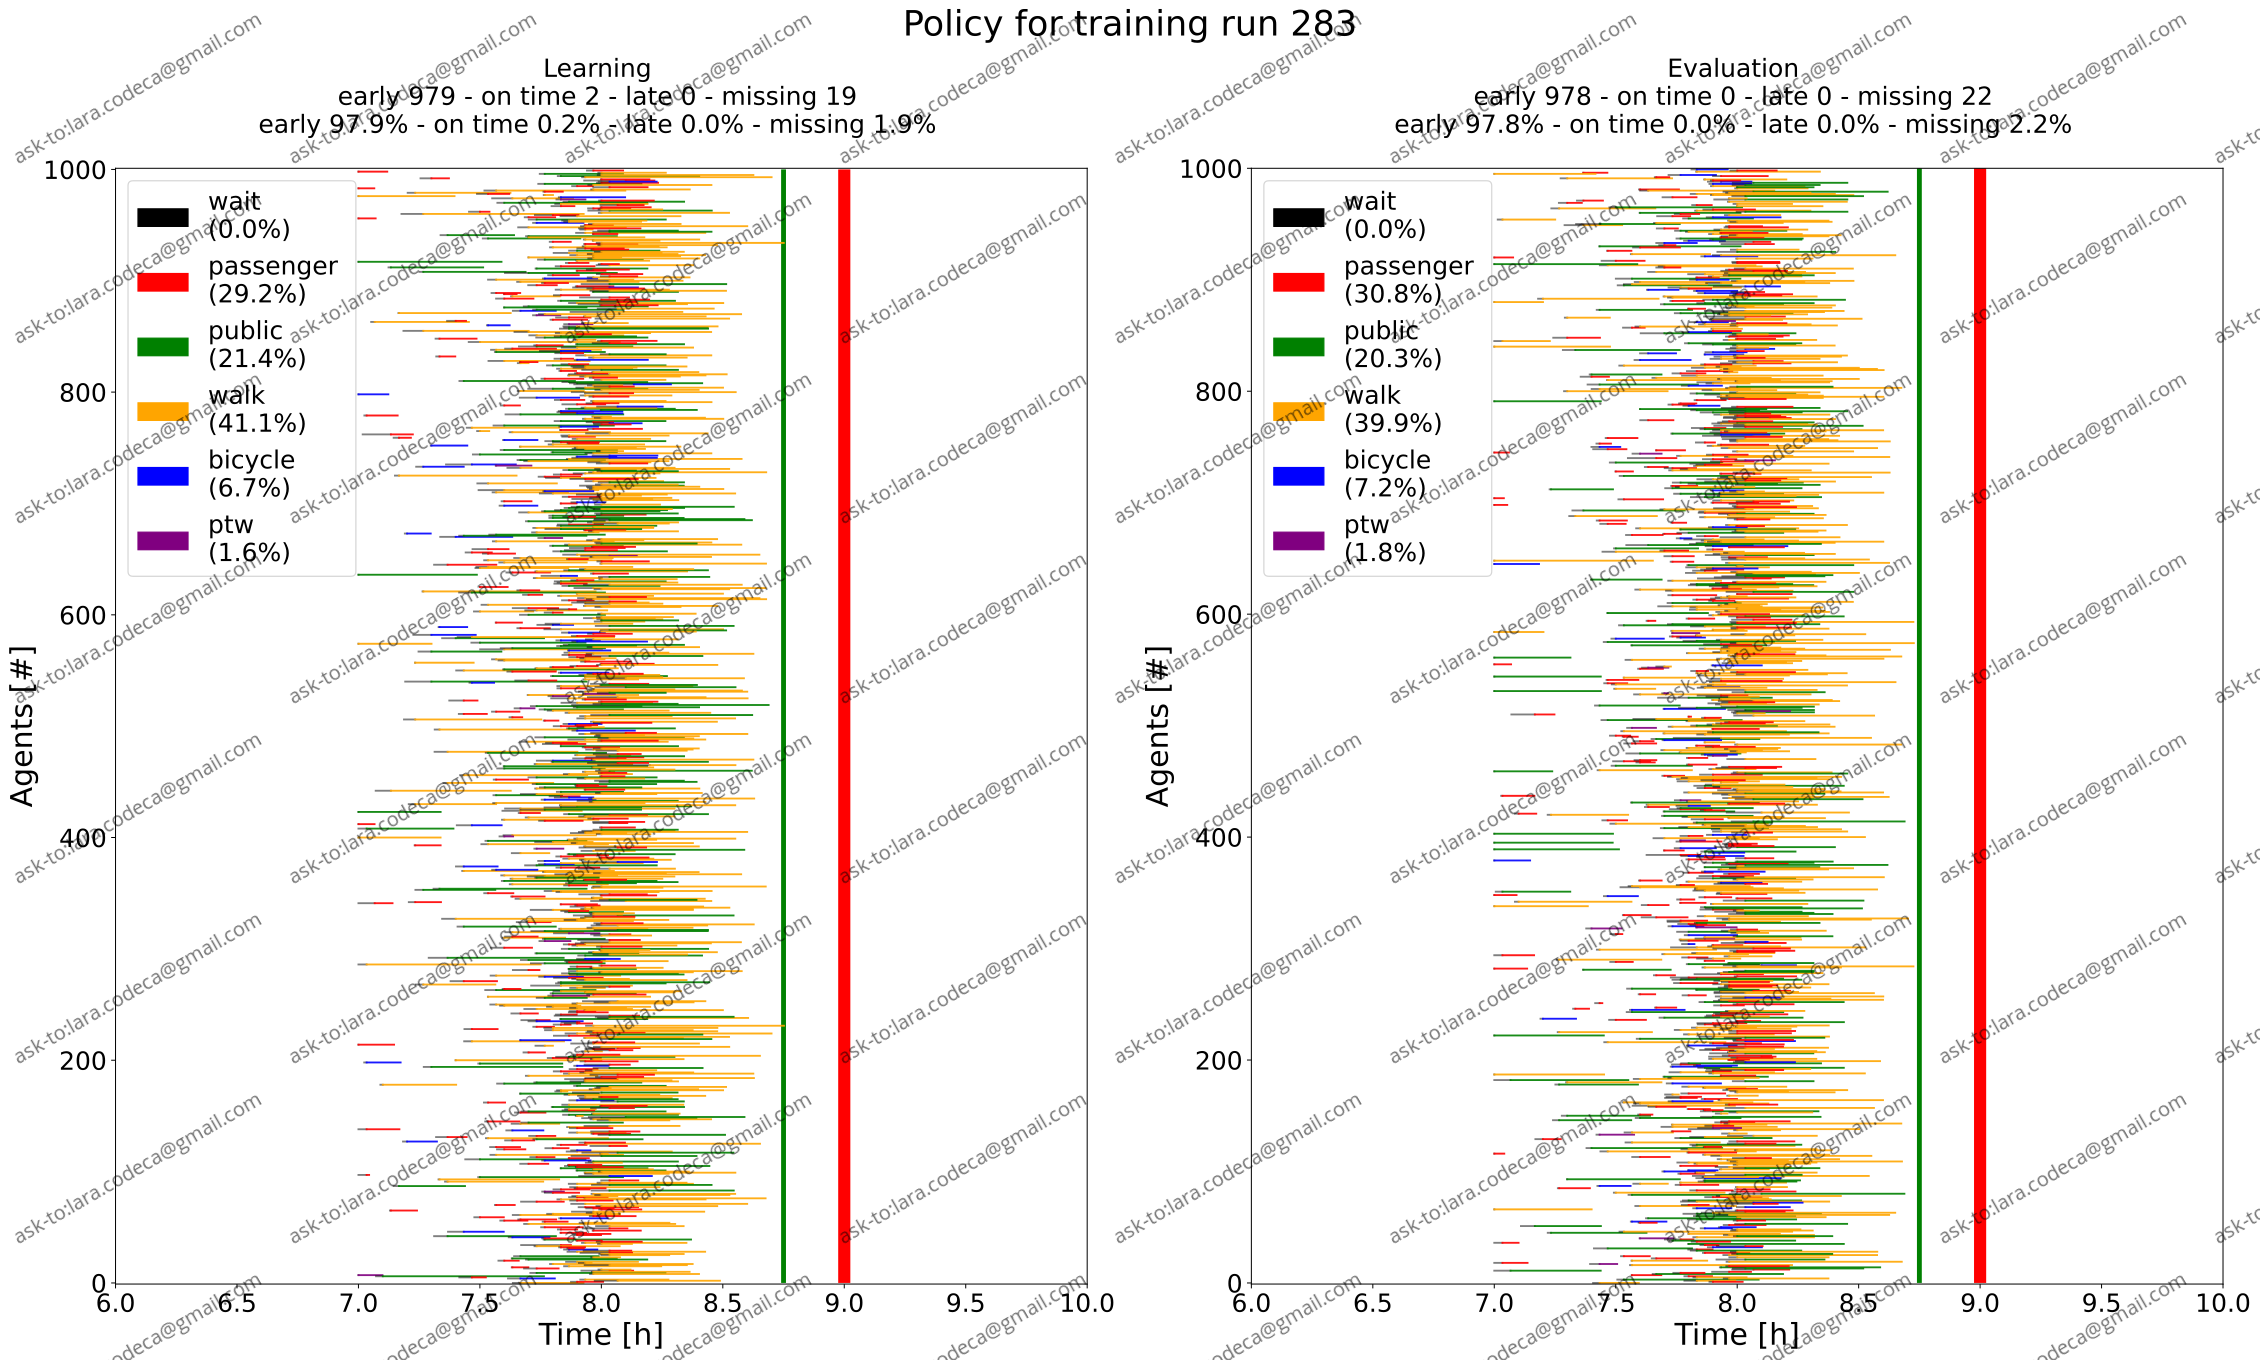 Policy for training run 283
Learning
early 979 - on time 2 - late 0 - missing 19
early 97.9% - on time 0.2% - late 0.0% - missing 1.9%
1000
800
600
400
200
0
Agents [#]
wait
(0.0%)
passenger
(29.2%)
public
(21.4%)
walk
(41.1%)
bicycle
(6.7%)
ptw
(1.6%)
6.0 6.5 7.0 7.5 8.0 8.5 9.0 9.5 10.0
Time [h]
Evaluation
early 978 - on time 0 - late 0 - missing 22
early 97.8% - on time 0.0% - late 0.0% - missing 2.2%
1000
800
600
400
200
0
Agents [#]
wait
(0.0%)
passenger
(30.8%)
public
(20.3%)
walk
(39.9%)
bicycle
(7.2%)
ptw
(1.8%)
6.0 6.5 7.0 7.5 8.0 8.5 9.0 9.5 10.0
Time [h]
ask-to:lara.codeca@gmail.com